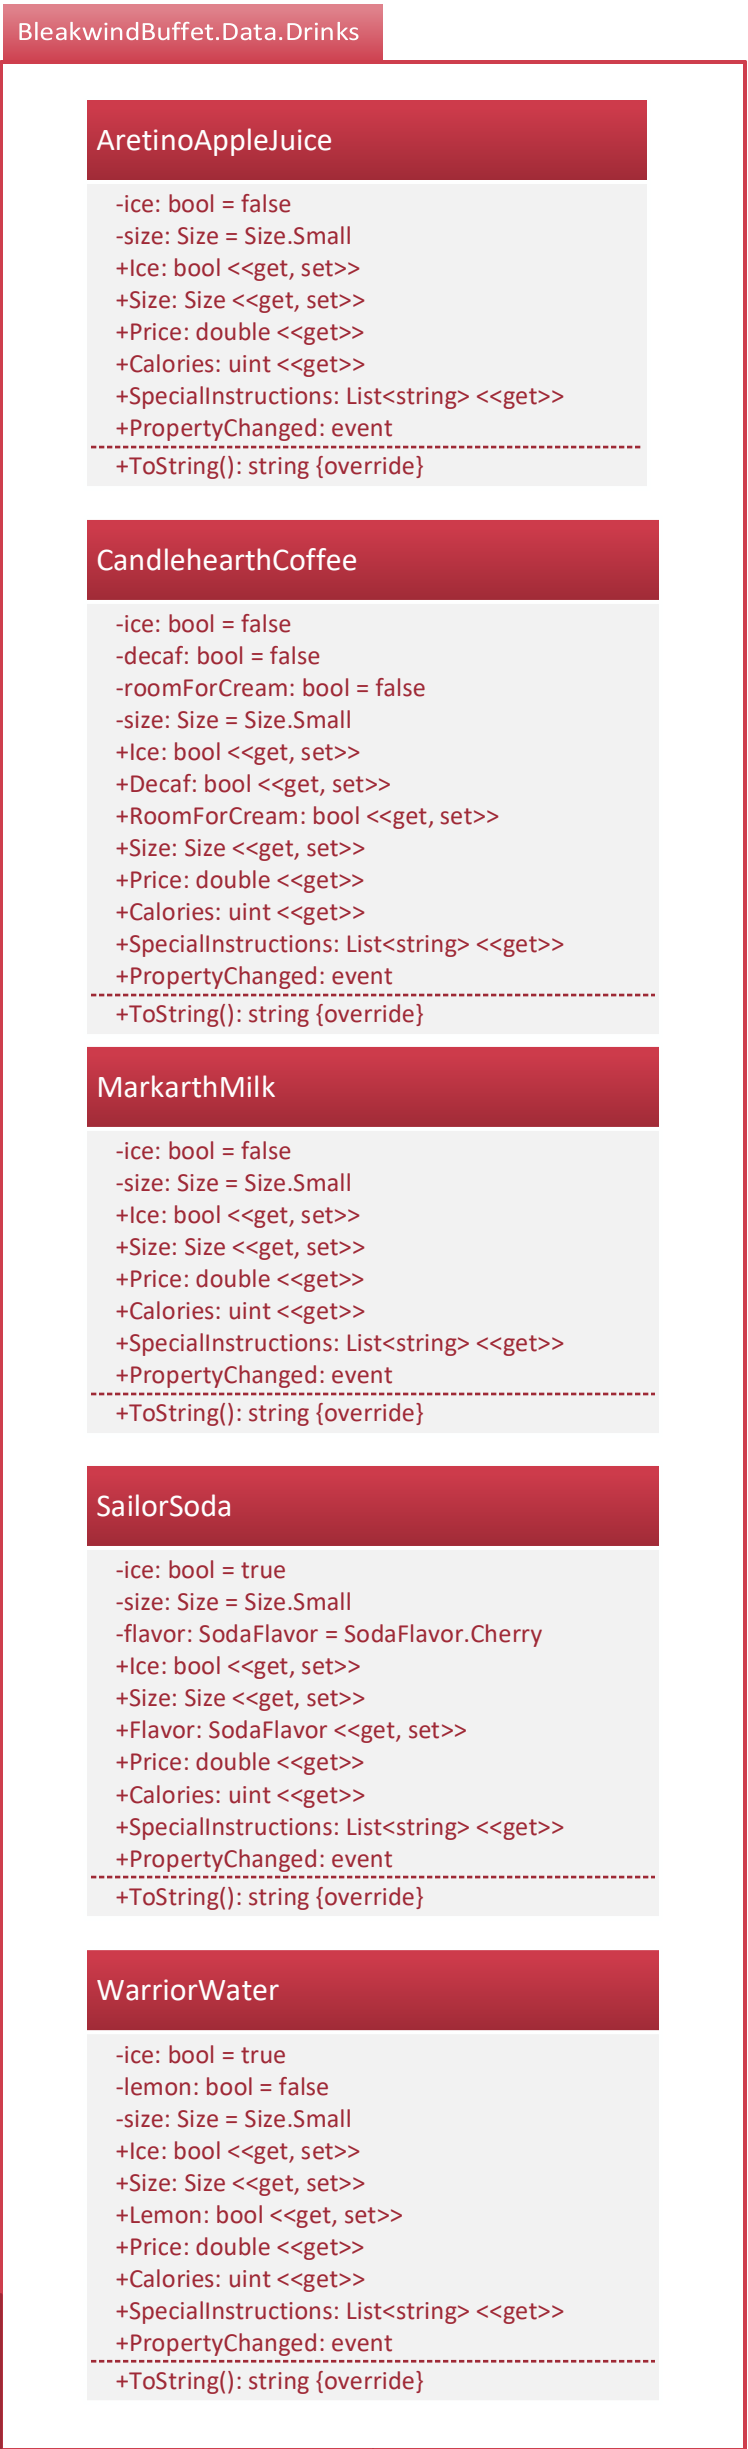 BleakwindBuffet.Data.Drinks
AretinoAppleJuice
-ice: bool = false
-size: Size = Size.Small
+Ice: bool <<get, set>>
+Size: Size <<get, set>>
+Price: double <<get>>
+Calories: uint <<get>>
+SpecialInstructions: List<string> <<get>>
+PropertyChanged: event
+ToString(): string {override}
CandlehearthCoffee
-ice: bool = false
-decaf: bool = false
-roomForCream: bool = false
-size: Size = Size.Small
+Ice: bool <<get, set>>
+Decaf: bool <<get, set>>
+RoomForCream: bool <<get, set>>
+Size: Size <<get, set>>
+Price: double <<get>>
+Calories: uint <<get>>
+SpecialInstructions: List<string> <<get>>
+PropertyChanged: event
+ToString(): string {override}
MarkarthMilk
-ice: bool = false
-size: Size = Size.Small
+Ice: bool <<get, set>>
+Size: Size <<get, set>>
+Price: double <<get>>
+Calories: uint <<get>>
+SpecialInstructions: List<string> <<get>>
+PropertyChanged: event
+ToString(): string {override}
SailorSoda
-ice: bool = true
-size: Size = Size.Small
-flavor: SodaFlavor = SodaFlavor.Cherry
+Ice: bool <<get, set>>
+Size: Size <<get, set>>
+Flavor: SodaFlavor <<get, set>>
+Price: double <<get>>
+Calories: uint <<get>>
+SpecialInstructions: List<string> <<get>>
+PropertyChanged: event
+ToString(): string {override}
WarriorWater
-ice: bool = true
-lemon: bool = false
-size: Size = Size.Small
+Ice: bool <<get, set>>
+Size: Size <<get, set>>
+Lemon: bool <<get, set>>
+Price: double <<get>>
+Calories: uint <<get>>
+SpecialInstructions: List<string> <<get>>
+PropertyChanged: event
+ToString(): string {override}